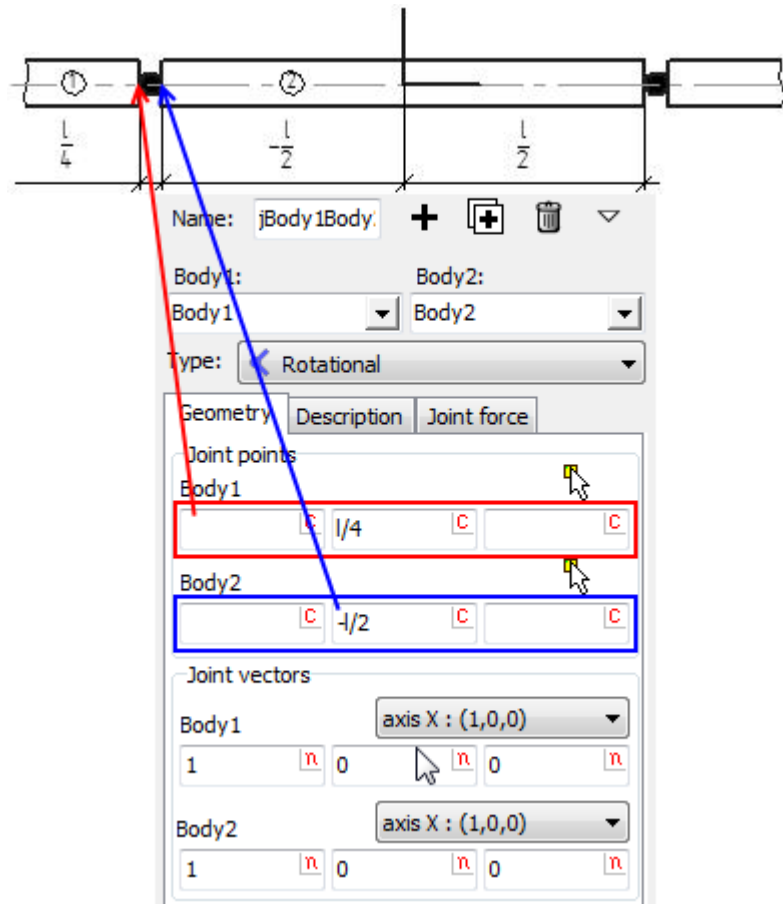 1 2
l/4 -l/2 l/2
Name: jBody1Body
Body1: Body2:
Body1 Body2
Type: Rotational
Geometry Description Joint force
Joint points
Body1
C l/4 C C
Body2
C -l/2 C C
Joint vectors
Body1 axis X : (1,0,0)
1 n 0 n 0 n
Body2 axis X : (1,0,0)
1 n 0 n 0 n